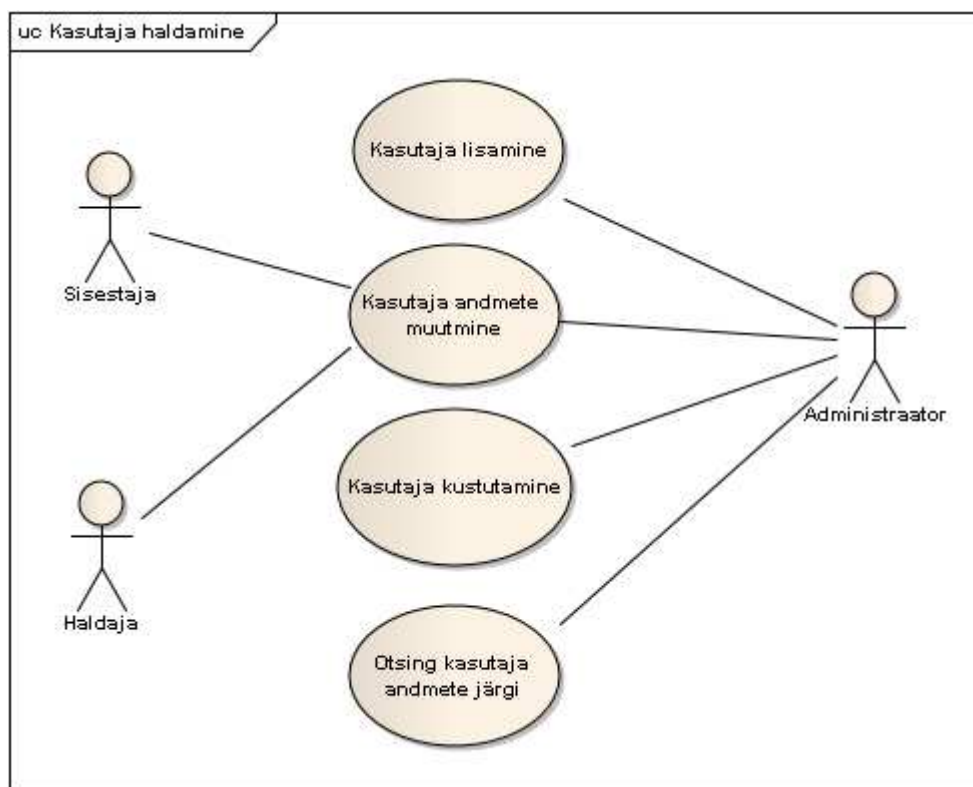 uc Kasutaja haldamine
Kasutaja lisamine
Sisestaja
Kasutaja andmete
muutmine
Administraator
Kasutaja kustutamine
Haldaja
Otsing kasutaja
andmete järgi